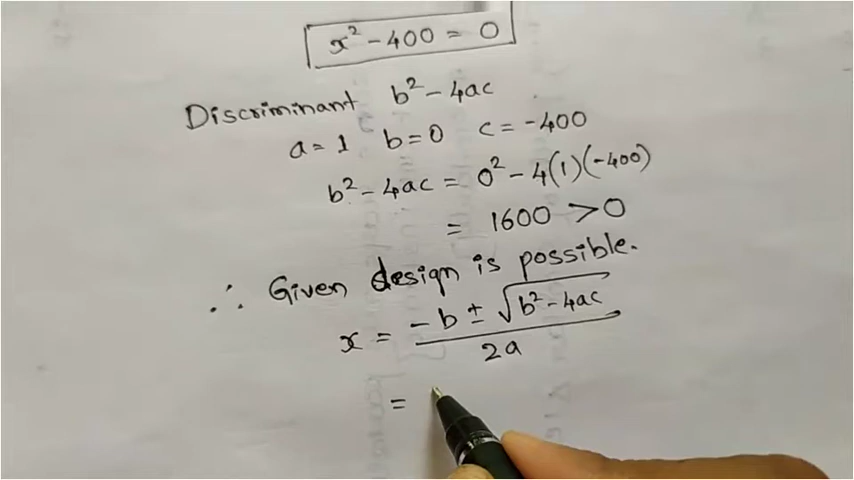 x² - 400 = 0
Discriminant b² - 4ac
a = 1 b = 0 c = -400
b² - 4ac = 0² - 4(1)(-400)
= 1600 > 0
∴ Given design is possible.
x = -b ± √b² - 4ac / 2a
=